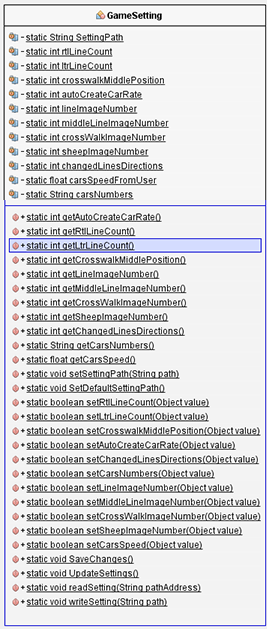 GameSetting
- static String SettingPath
- static int rtlLineCount
- static int ltrLineCount
- static int crosswalkMiddlePosition
- static int autoCreateCarRate
- static int lineImageNumber
- static int middleLineImageNumber
- static int crossWalkImageNumber
- static int sheepImageNumber
- static int changedLinesDirections
- static float carsSpeedFromUser
- static String carsNumbers
+ static int getAutoCreateCarRate()
+ static int getRtlLineCount()
+ static int getLtrLineCount()
+ static int getCrosswalkMiddlePosition()
+ static int getLineImageNumber()
+ static int getMiddleLineImageNumber()
+ static int getCrossWalkImageNumber()
+ static int getSheepImageNumber()
+ static int getChangedLinesDirections()
+ static String getCarsNumbers()
+ static float getCarsSpeed()
+ static void setSettingPath(String path)
+ static void SetDefaultSettingPath()
+ static boolean setRtlLineCount(Object value)
+ static boolean setLtrLineCount(Object value)
+ static boolean setCrosswalkMiddlePosition(Object value)
+ static boolean setAutoCreateCarRate(Object value)
+ static boolean setChangedLinesDirections(Object value)
+ static boolean setCarsNumbers(Object value)
+ static boolean setLineImageNumber(Object value)
+ static boolean setMiddleLineImageNumber(Object value)
+ static boolean setCrossWalkImageNumber(Object value)
+ static boolean setSheepImageNumber(Object value)
+ static boolean setCarsSpeed(Object value)
+ static void SaveChanges()
+ static void UpdateSettings()
+ static void readSetting(String pathAddress)
+ static void writeSetting(String path)